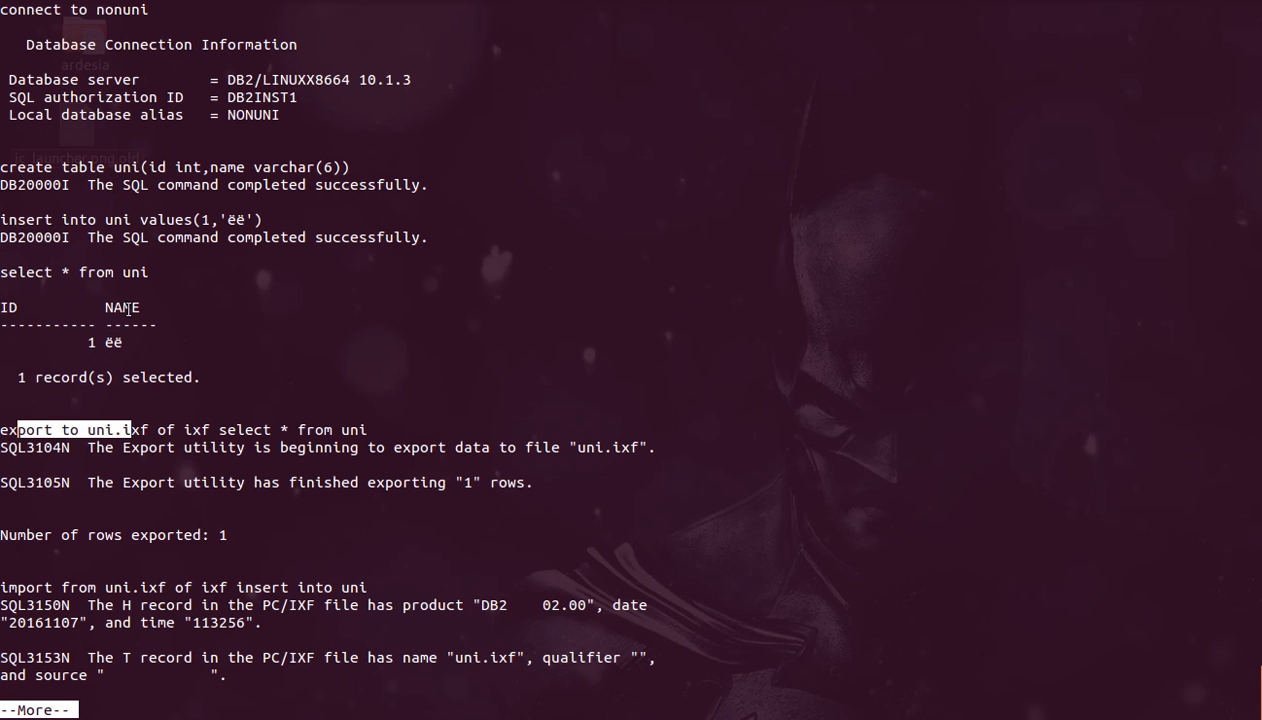 connect to nonuni
Database Connection Information
Database server        = DB2/LINUXX8664 10.1.3
SQL authorization ID   = DB2INST1
Local database alias   = NONUNI
ardesia
ic_launcher.png.old
create table uni(id int,name varchar(6))
DB20000I  The SQL command completed successfully.
insert into uni values(1,'ëë')
DB20000I  The SQL command completed successfully.
select * from uni
ID          NAME
----------- ------
          1 ëë
  1 record(s) selected.
export to uni.ixf of ixf select * from uni
SQL3104N  The Export utility is beginning to export data to file "uni.ixf".
SQL3105N  The Export utility has finished exporting "1" rows.
Number of rows exported: 1
import from uni.ixf of ixf insert into uni
SQL3150N  The H record in the PC/IXF file has product "DB2    02.00", date
"20161107", and time "113256".
SQL3153N  The T record in the PC/IXF file has name "uni.ixf", qualifier "",
and source "            ".
--More--